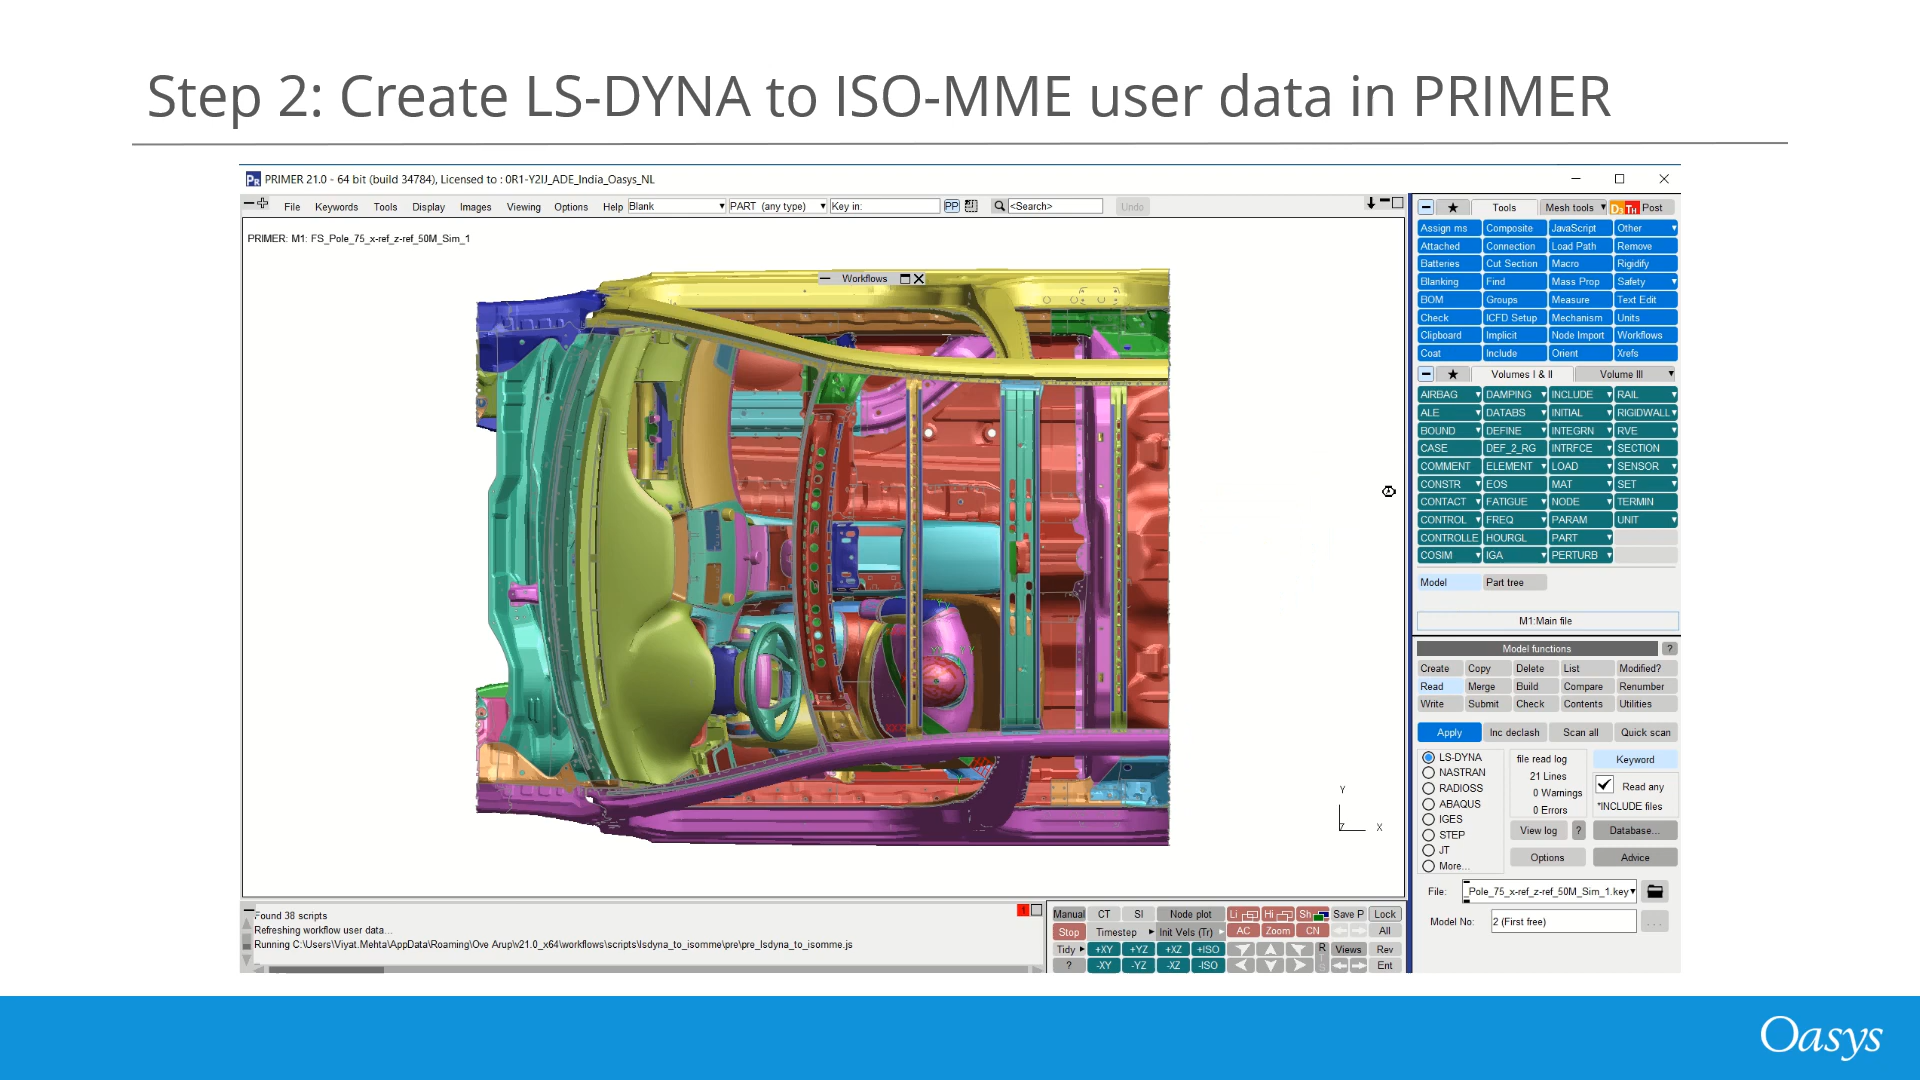 Step 2: Create LS-DYNA to ISO-MME user data in PRIMER
PRIMER 21.0 - 64 bit (build 34784), Licensed to : 0R1-Y2IJ_ADE_India_Oasys_NL
File Keywords Tools Display Images Viewing Options Help Blank PART (any type) Key in: PP <Search> Undo
PRIMER: M1: FS_Pole_75_x-ref_z-ref_50M_Sim_1
Workflows
Y
X
Z
Tools Mesh tools D3 TH Post
Assign ms Composite JavaScript Other
Attached Connection Load Path Remove
Batteries Cut Section Macro Rigidify
Blanking Find Mass Prop Safety
BOM Groups Measure Text Edit
Check ICFD Setup Mechanism Units
Clipboard Implicit Node Import Workflows
Coat Include Orient Xrefs
Volumes I & II Volume III
AIRBAG DAMPING INCLUDE RAIL
ALE DATABS INITIAL RIGIDWALL
BOUND DEFINE INTEGRN RVE
CASE DEF_2_RG INTRFCE SECTION
COMMENT ELEMENT LOAD SENSOR
CONSTR EOS MAT SET
CONTACT FATIGUE NODE TERMIN
CONTROL FREQ PARAM UNIT
CONTROLLE HOURGL PART
COSIM IGA PERTURB
Model Part tree
M1:Main file
Model functions ?
Create Copy Delete List Modified?
Read Merge Build Compare Renumber
Write Submit Check Contents Utilities
Apply Inc declash Scan all Quick scan
LS-DYNA
NASTRAN
RADIOSS
ABAQUS
IGES
STEP
JT
More...
file read log
21 Lines
0 Warnings
0 Errors
View log ?
Options
Keyword
Read any
*INCLUDE files
Database...
Advice
File: _Pole_75_x-ref_z-ref_50M_Sim_1.key
Model No: 2 (First free) ...
Found 38 scripts
Refreshing workflow user data...
Running C:\Users\Viyat.Mehta\AppData\Roaming\Ove Arup\v21.0_x64\workflows\scripts\lsdyna_to_isomme\pre\pre_lsdyna_to_isomme.js
Manual CT SI Node plot Li Hi Sh Save P Lock
Stop Timestep Init Vels (Tr) AC Zoom CN All
Tidy +XY +YZ +XZ +ISO R Views Rev
? -XY -YZ -XZ -ISO Ent
Oasys